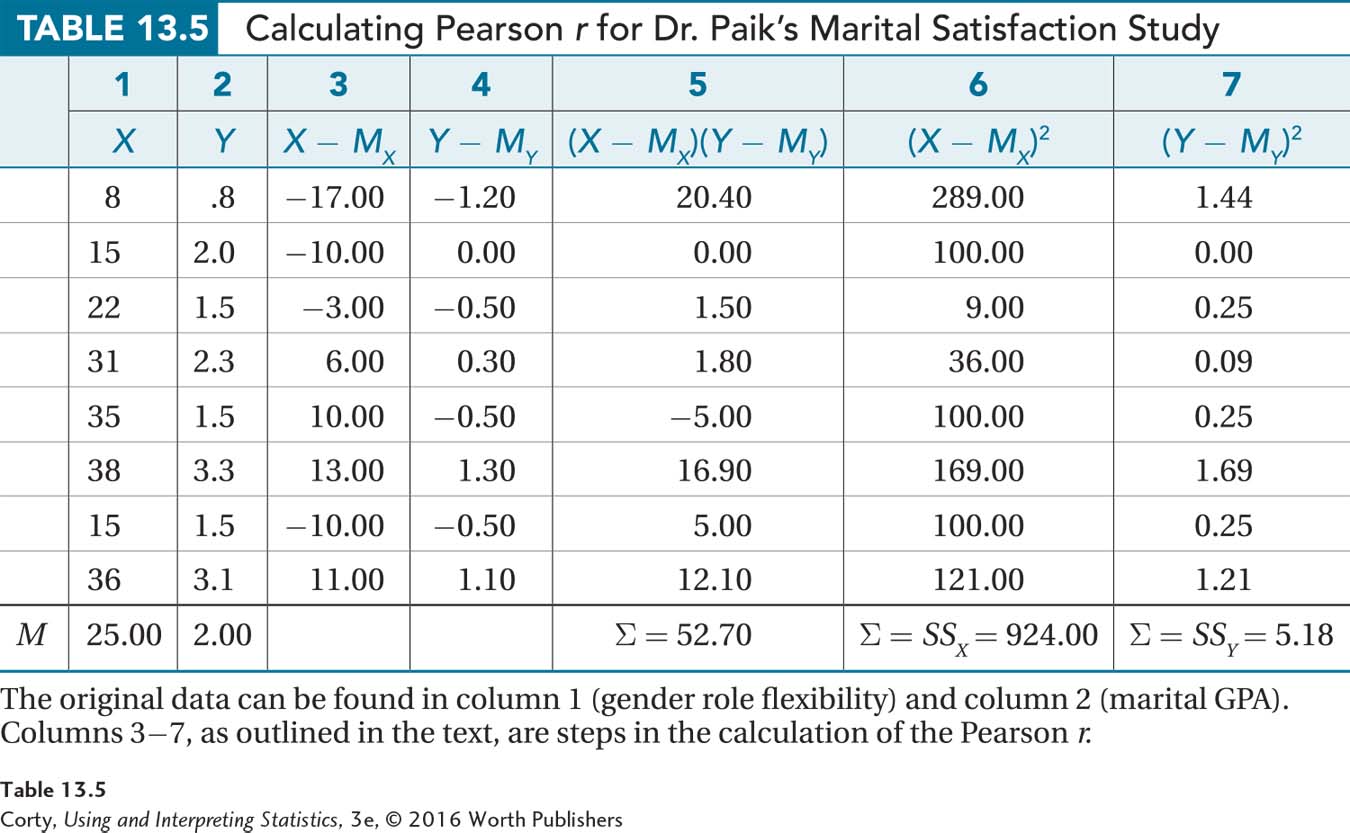 TABLE 13.5 Calculating Pearson r for Dr. Paik's Marital Satisfaction Study
1 2 3 4 5 6 7
X Y X − M_X Y − M_Y (X − M_X)(Y − M_Y) (X − M_X)² (Y − M_Y)²
8 .8 −17.00 −1.20 20.40 289.00 1.44
15 2.0 −10.00 0.00 0.00 100.00 0.00
22 1.5 −3.00 −0.50 1.50 9.00 0.25
31 2.3 6.00 0.30 1.80 36.00 0.09
35 1.5 10.00 −0.50 −5.00 100.00 0.25
38 3.3 13.00 1.30 16.90 169.00 1.69
15 1.5 −10.00 −0.50 5.00 100.00 0.25
36 3.1 11.00 1.10 12.10 121.00 1.21
M 25.00 2.00 Σ = 52.70 Σ = SS_X = 924.00 Σ = SS_Y = 5.18
The original data can be found in column 1 (gender role flexibility) and column 2 (marital GPA).
Columns 3–7, as outlined in the text, are steps in the calculation of the Pearson r.
Table 13.5
Corty, Using and Interpreting Statistics, 3e, © 2016 Worth Publishers